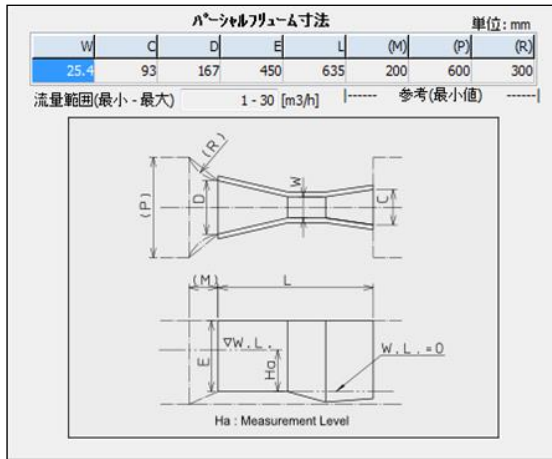 パーシャルフリューム寸法
単位: mm
W C D E L (M) (P) (R)
25.4 93 167 450 635 200 600 300
流量範囲(最小 - 最大) 1 - 30 [m3/h] |------ 参考(最小値) ------|
(R)
(P)
D
W
C
(M)
L
E
▽W.L.
Ha
W.L.=0
Ha : Measurement Level